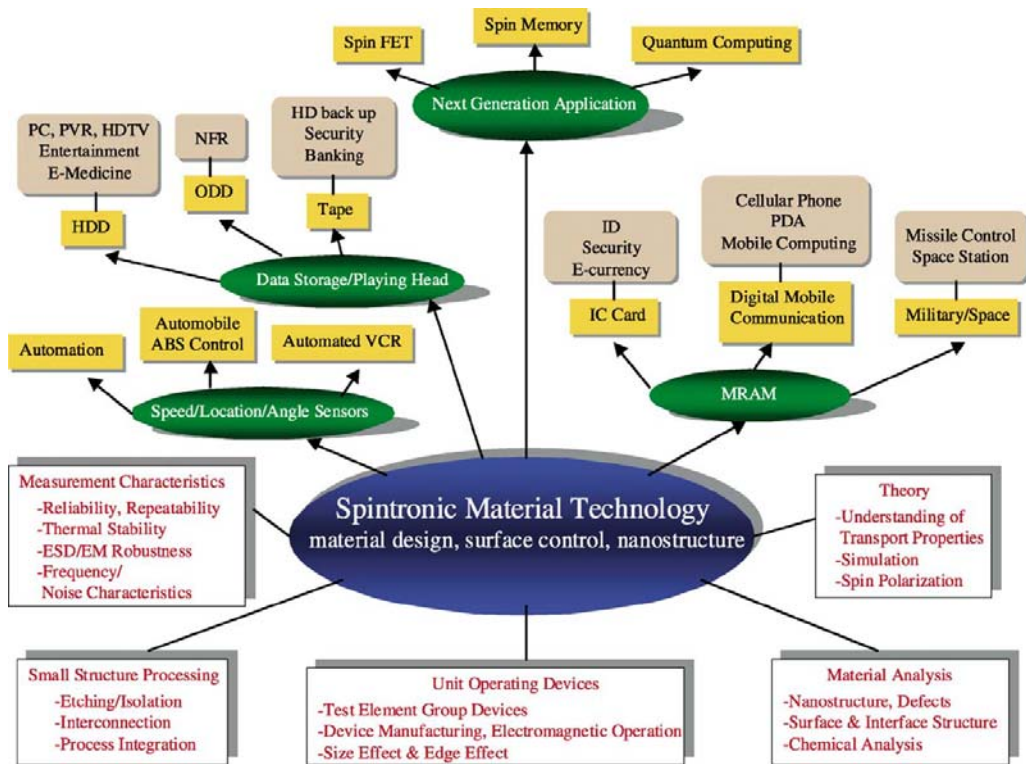 Spin FET
Spin Memory
Quantum Computing
Next Generation Application
PC, PVR, HDTV
Entertainment
E-Medicine
HDD
NFR
ODD
HD back up
Security
Banking
Tape
Data Storage/Playing Head
ID
Security
E-currency
IC Card
Cellular Phone
PDA
Mobile Computing
Digital Mobile
Communication
Missile Control
Space Station
Military/Space
MRAM
Automation
Automobile
ABS Control
Automated VCR
Speed/Location/Angle Sensors
Spintronic Material Technology
material design, surface control, nanostructure
Measurement Characteristics
-Reliability, Repeatability
-Thermal Stability
-ESD/EM Robustness
-Frequency/
Noise Characteristics
Theory
-Understanding of
Transport Properties
-Simulation
-Spin Polarization
Small Structure Processing
-Etching/Isolation
-Interconnection
-Process Integration
Unit Operating Devices
-Test Element Group Devices
-Device Manufacturing, Electromagnetic Operation
-Size Effect & Edge Effect
Material Analysis
-Nanostructure, Defects
-Surface & Interface Structure
-Chemical Analysis